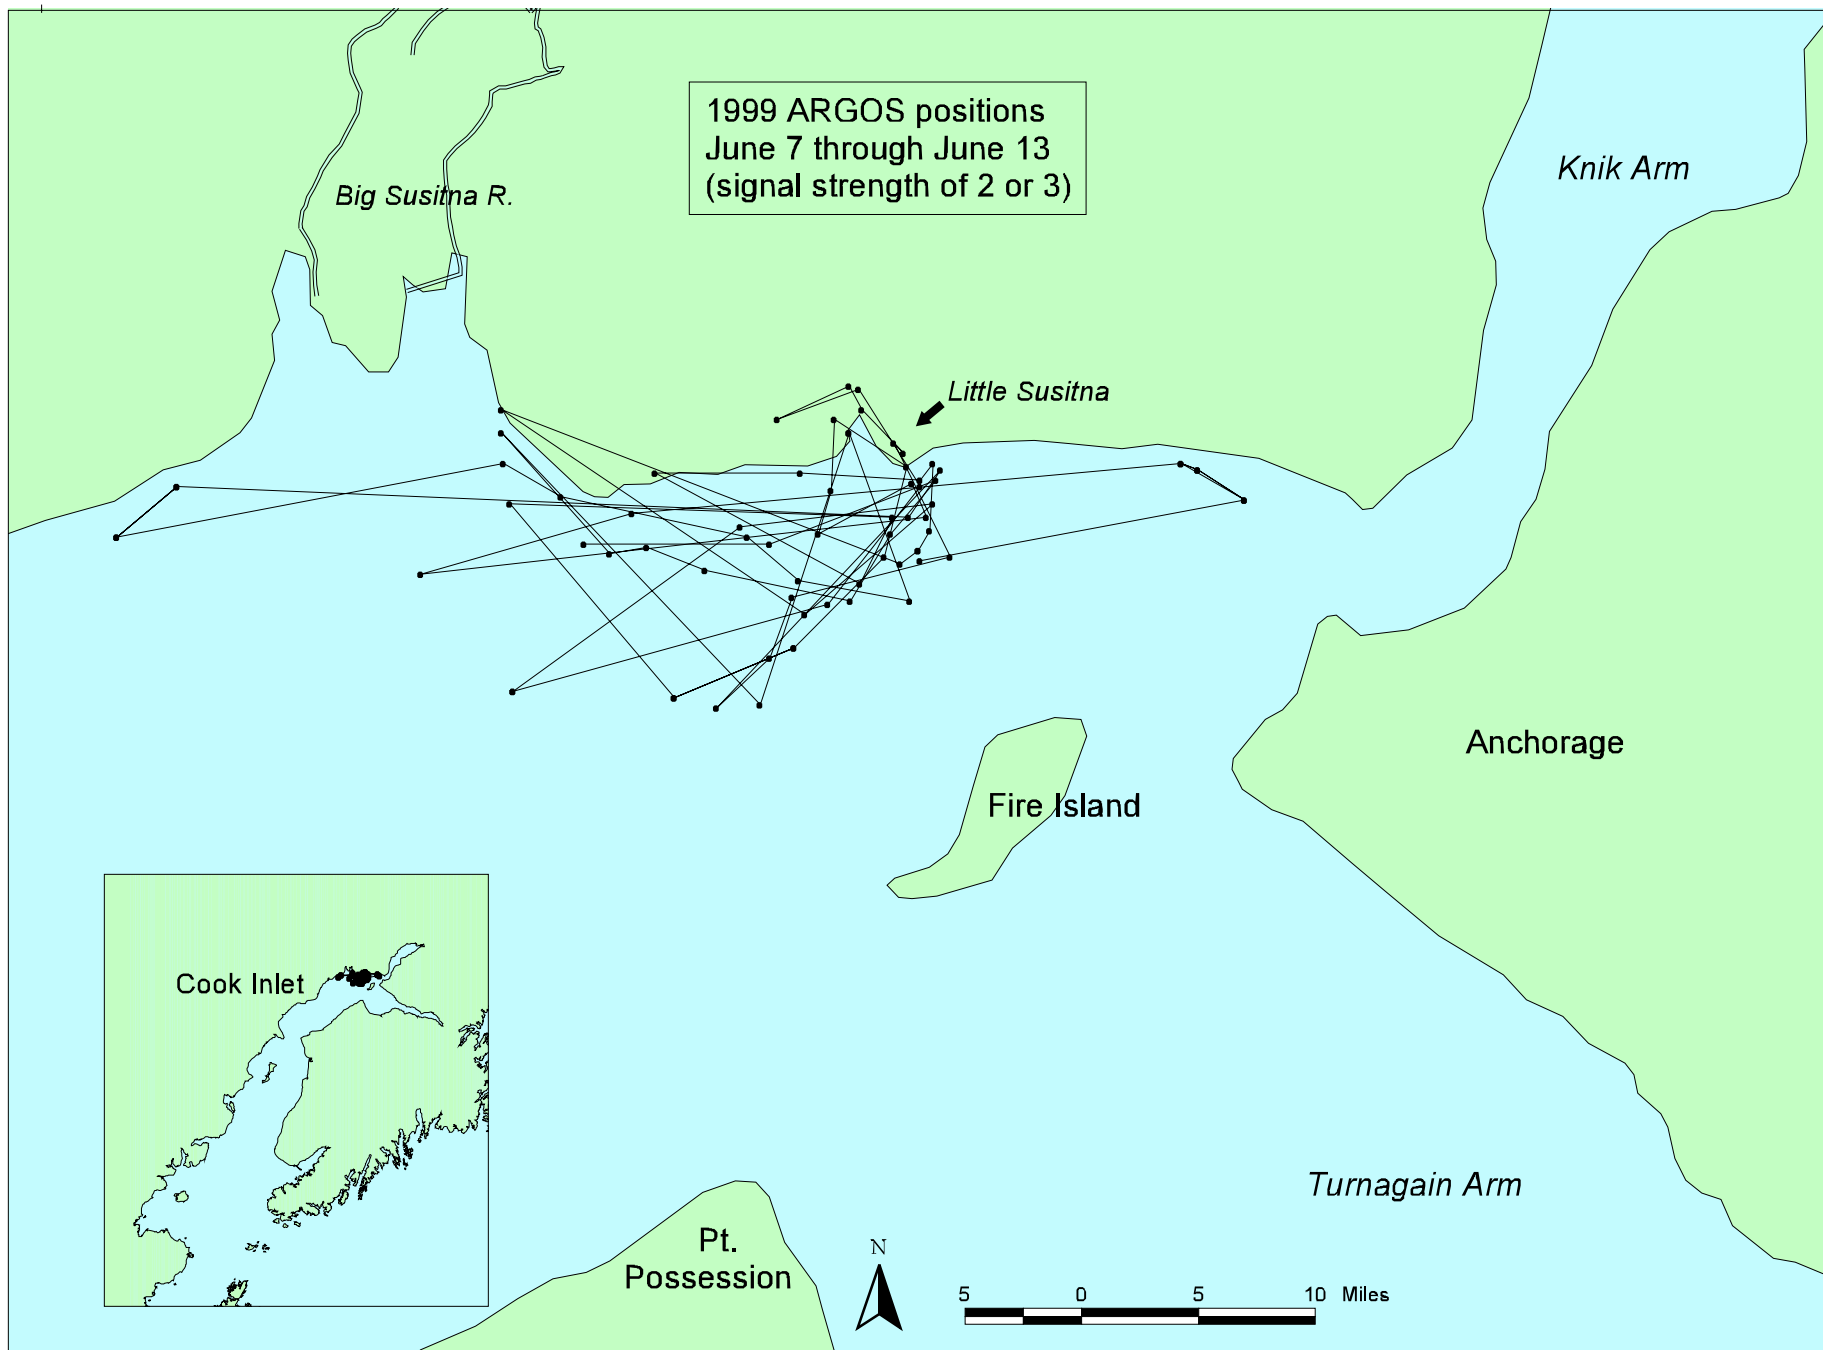 1999 ARGOS positions
June 7 through June 13
(signal strength of 2 or 3)
Knik Arm
Big Susitna R.
Little Susitna
Anchorage
Fire Island
Cook Inlet
Turnagain Arm
Pt.
Possession
N
5 0 5 10 Miles